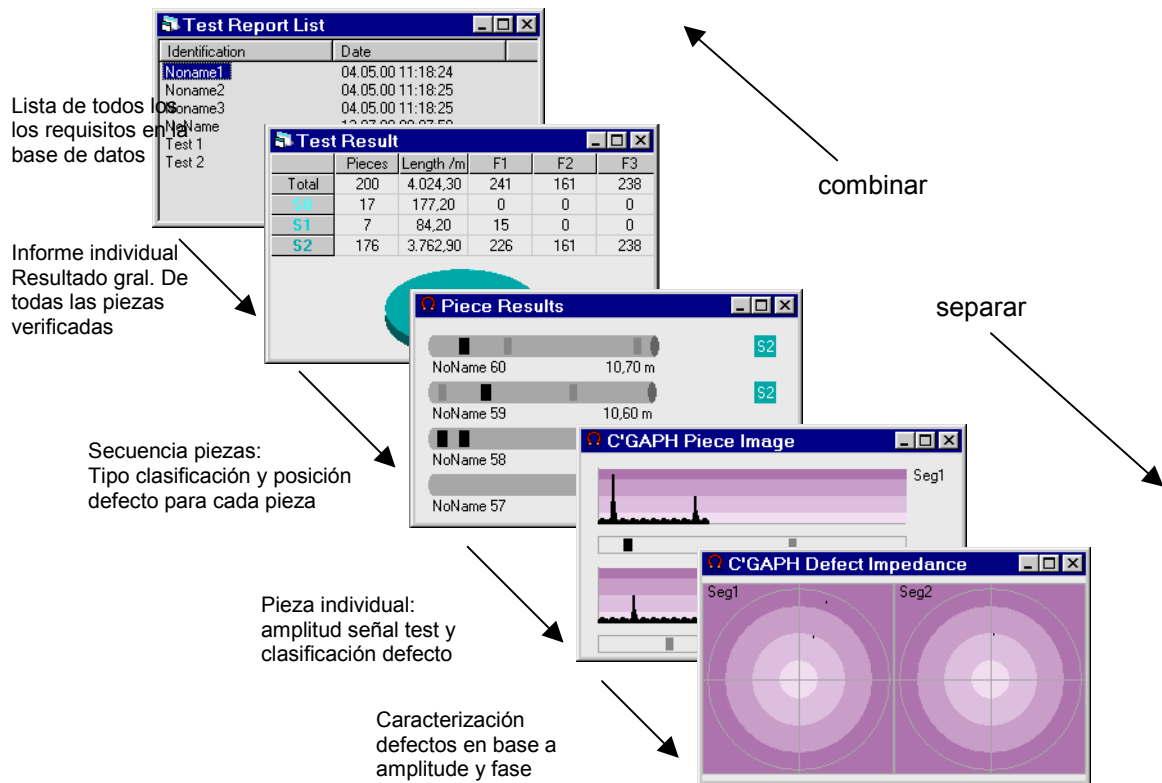 Test Report List
Identification Date
Noname1 04.05.00 11:18:24
Noname2 04.05.00 11:18:25
Noname3 04.05.00 11:18:25
NoName
Test 1
Test 2
Lista de todos los
los requisitos en la
base de datos
Test Result
Pieces Length /m F1 F2 F3
Total 200 4.024,30 241 161 238
S0 17 177,20 0 0 0
S1 7 84,20 15 0 0
S2 176 3.762,90 226 161 238
combinar
Informe individual
Resultado gral. De
todas las piezas
verificadas
separar
Piece Results
S2
NoName 60 10,70 m
S2
NoName 59 10,60 m
NoName 58
NoName 57
Secuencia piezas:
Tipo clasificación y posición
defecto para cada pieza
C'GAPH Piece Image
Seg1
Pieza individual:
amplitud señal test y
clasificación defecto
C'GAPH Defect Impedance
Seg1 Seg2
Caracterización
defectos en base a
amplitude y fase